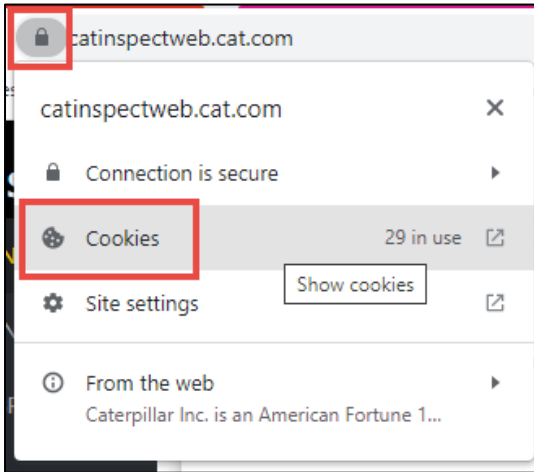 catinspectweb.cat.com
catinspectweb.cat.com
Connection is secure
Cookies 29 in use
Show cookies
Site settings
From the web
Caterpillar Inc. is an American Fortune 1...